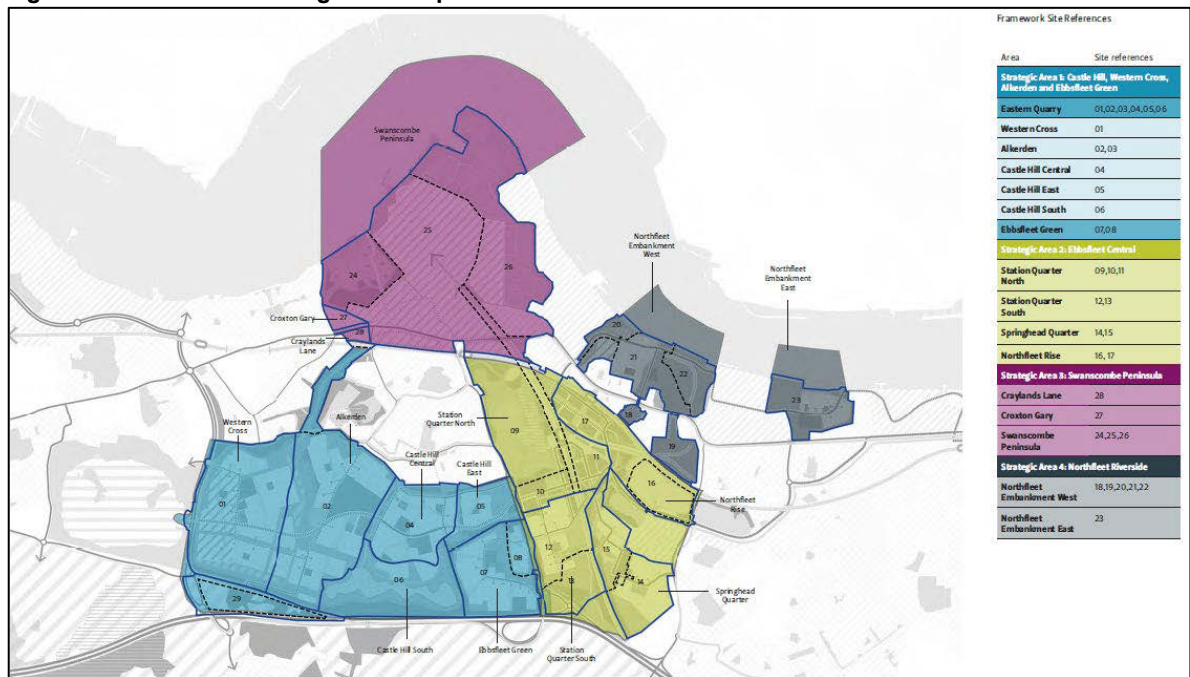 Framework Site References
Area Site references
Strategic Area 1: Castle Hill, Western Cross,
Alkerden and Ebbsfleet Green
Eastern Quarry 01,02,03,04,05,06
Western Cross 01
Alkerden 02,03
Castle Hill Central 04
Castle Hill East 05
Castle Hill South 06
Ebbsfleet Green 07,08
Strategic Area 2: Ebbsfleet Central
Station Quarter
North 09,10,11
Station Quarter
South 12,13
Springhead Quarter 14,15
Northfleet Rise 16, 17
Strategic Area 3: Swanscombe Peninsula
Craylands Lane 28
Croxton Gary 27
Swanscombe
Peninsula 24,25,26
Strategic Area 4: Northfleet Riverside
Northfleet
Embankment West 18,19,20,21,22
Northfleet
Embankment East 23
Swanscombe
Peninsula
25
24
26
27
28
Croxton Gary
Craylands
Lane
Northfleet
Embankment
West
Northfleet
Embankment
East
20
21
22
23
18
19
Western
Cross
Alkerden
Station
Quarter North
Castle Hill
Central
Castle Hill
East
09
17
11
16
10
Northfleet
Rise
01
02
04
05
08
12
15
13
14
07
06
29
Springhead
Quarter
Castle Hill South
Ebbsfleet Green
Station
Quarter South